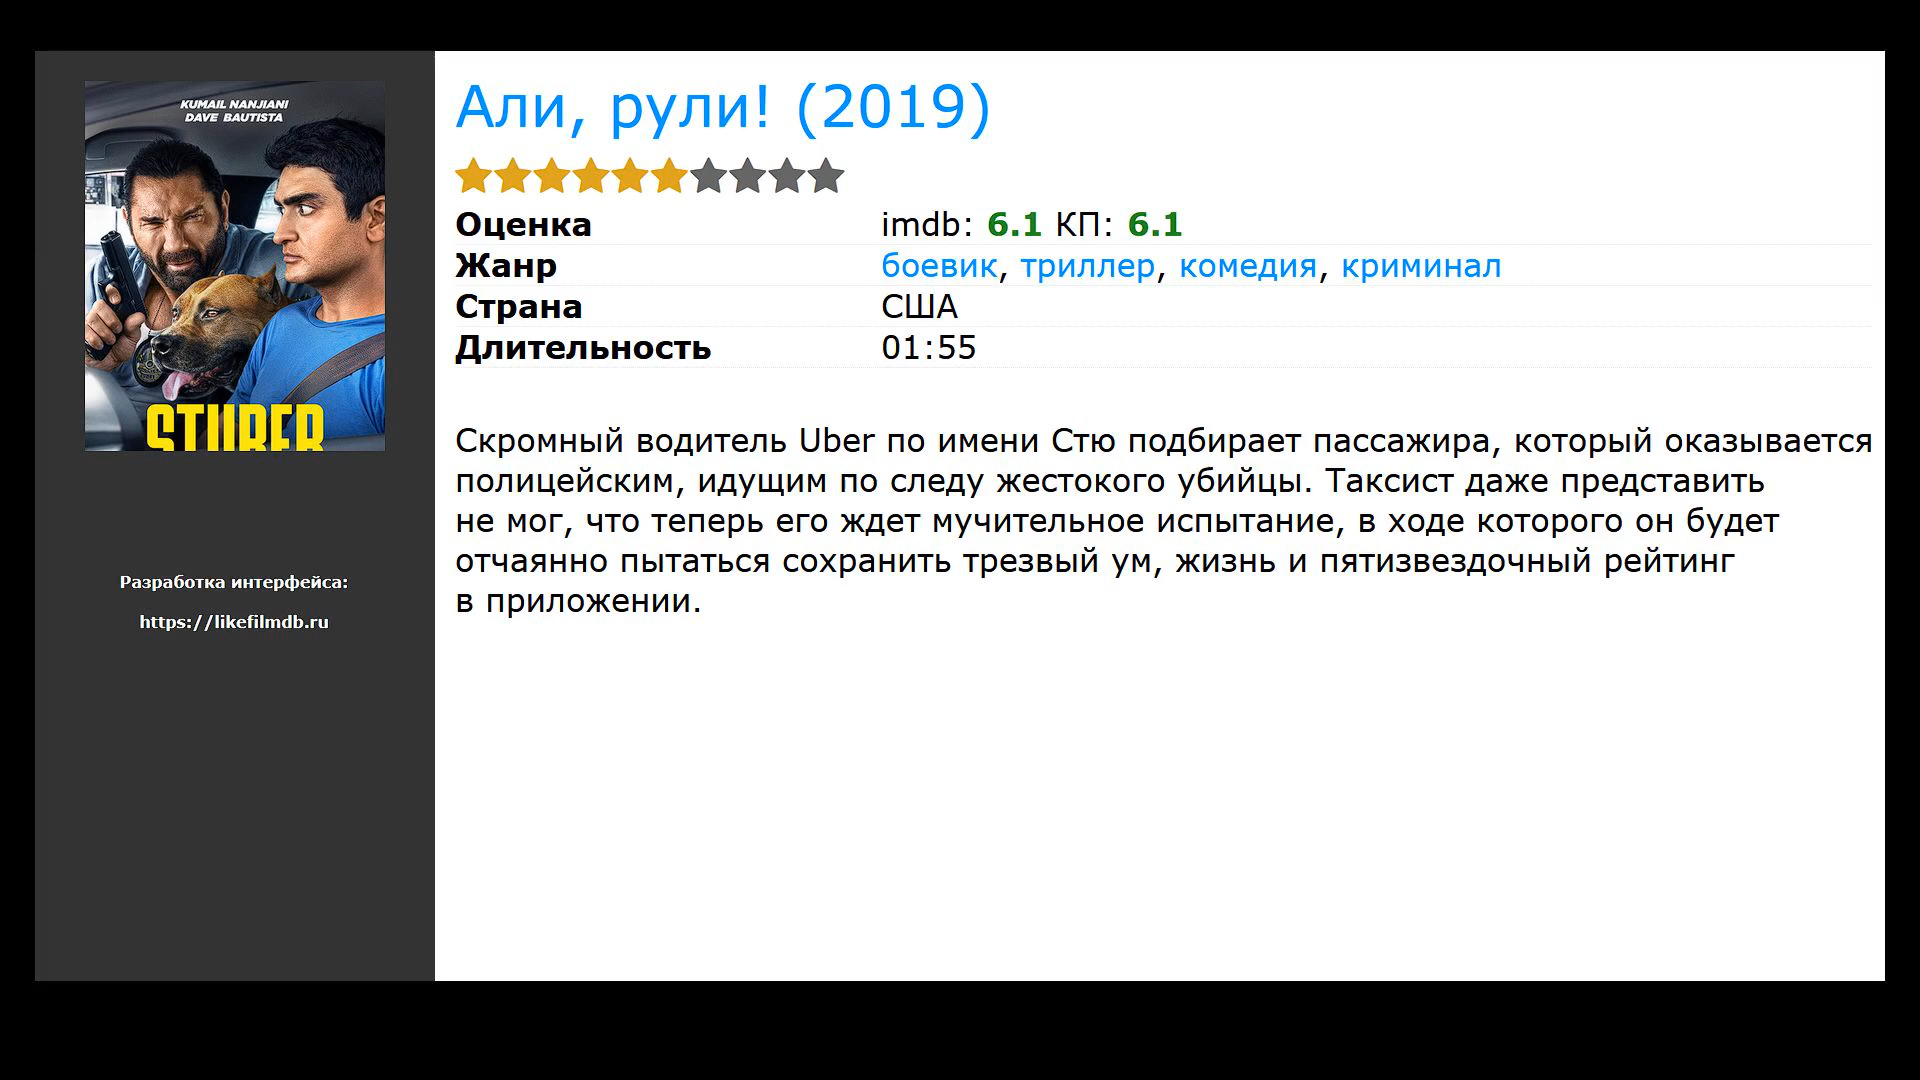 KUMAIL NANJIANI
DAVE BAUTISTA
STUBER
Разработка интерфейса:
https://likefilmdb.ru
Али, рули! (2019)
Оценка imdb: 6.1 КП: 6.1
Жанр боевик, триллер, комедия, криминал
Страна США
Длительность 01:55
Скромный водитель Uber по имени Стю подбирает пассажира, который оказывается
полицейским, идущим по следу жестокого убийцы. Таксист даже представить
не мог, что теперь его ждет мучительное испытание, в ходе которого он будет
отчаянно пытаться сохранить трезвый ум, жизнь и пятизвездочный рейтинг
в приложении.